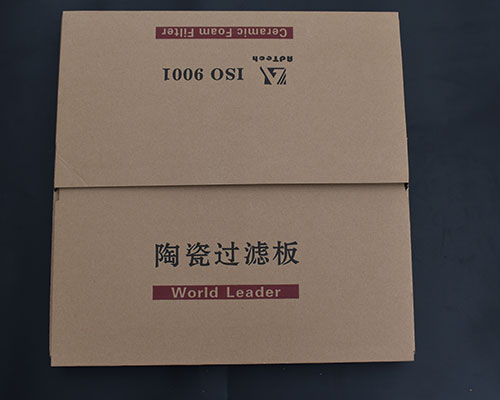 Ceramic Foam Filter
AdTech
ISO 9001
陶瓷过滤板
World Leader